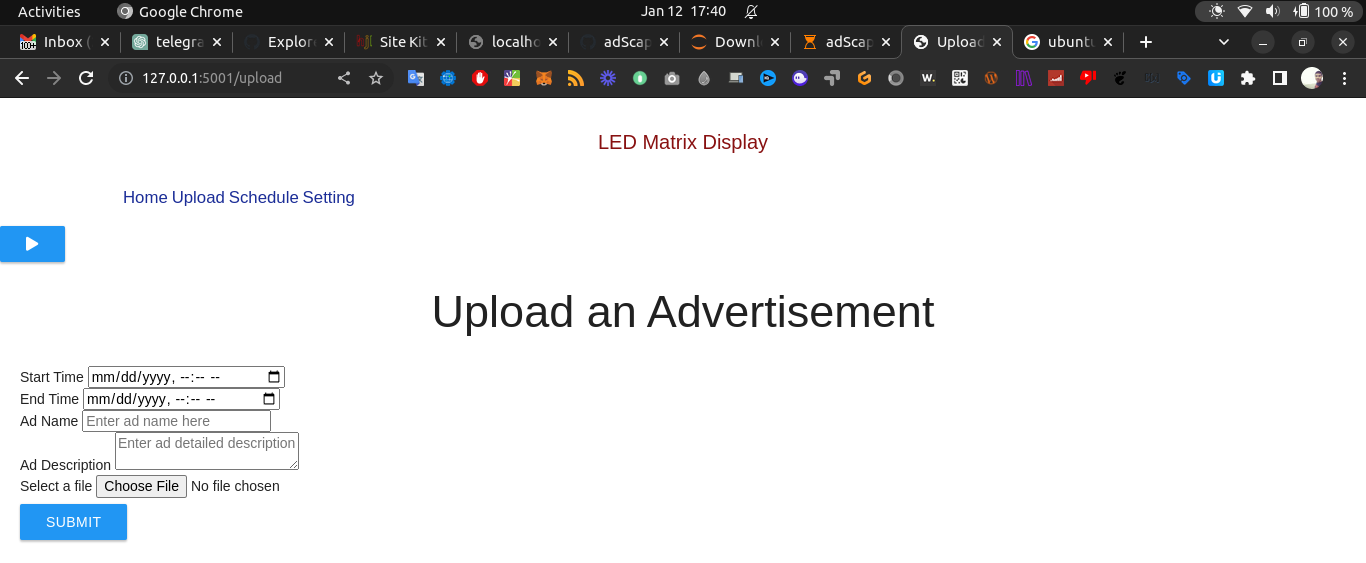 Activities Google Chrome Jan 12 17:40 100 %
Inbox ( telegra Explore Site Kit localho adScap Downl adScap Upload ubuntu
127.0.0.1:5001/upload W.
LED Matrix Display
Home Upload Schedule Setting
Upload an Advertisement
Start Time mm/dd/yyyy, --:-- --
End Time mm/dd/yyyy, --:-- --
Ad Name Enter ad name here
Enter ad detailed description
Ad Description
Select a file Choose File No file chosen
SUBMIT